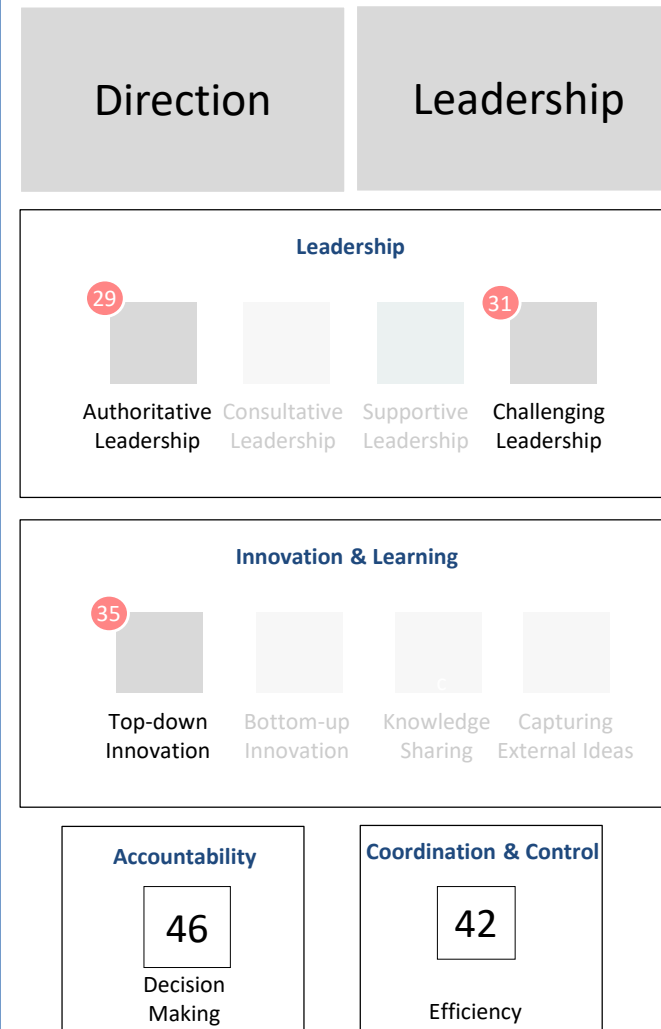 Direction
Leadership
Leadership
29
31
Authoritative Leadership
Consultative Leadership
Supportive Leadership
Challenging Leadership
Innovation & Learning
35
C
Top-down Innovation
Bottom-up Innovation
Knowledge Sharing
Capturing External Ideas
Accountability
46
Decision
Making
Coordination & Control
42
Efficiency